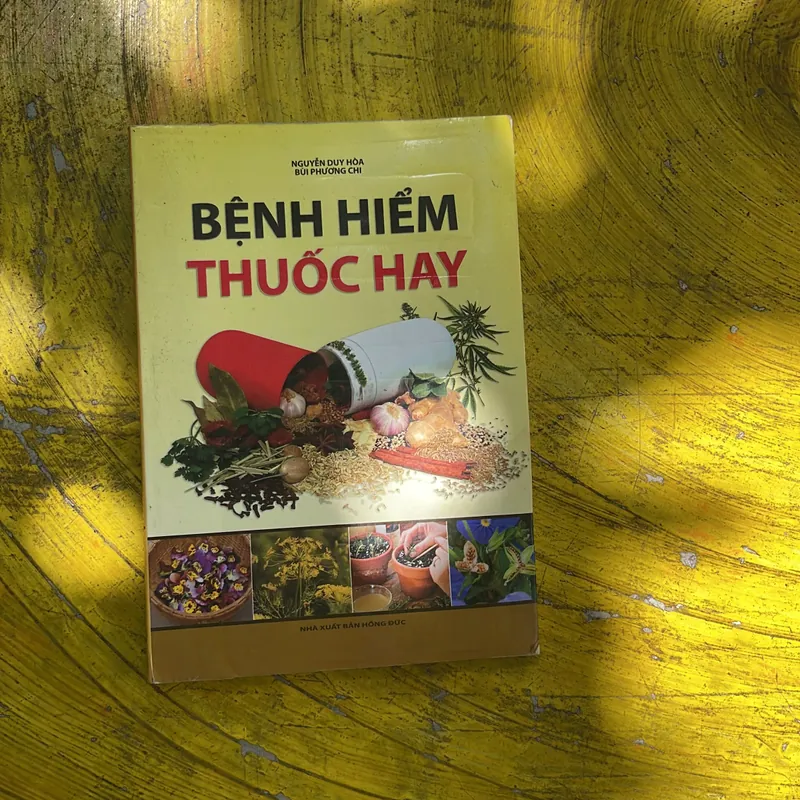 NGUYỄN DUY HÒA
BÙI PHƯƠNG CHI
BỆNH HIỂM
THUỐC HAY
NHÀ XUẤT BẢN HỒNG ĐỨC